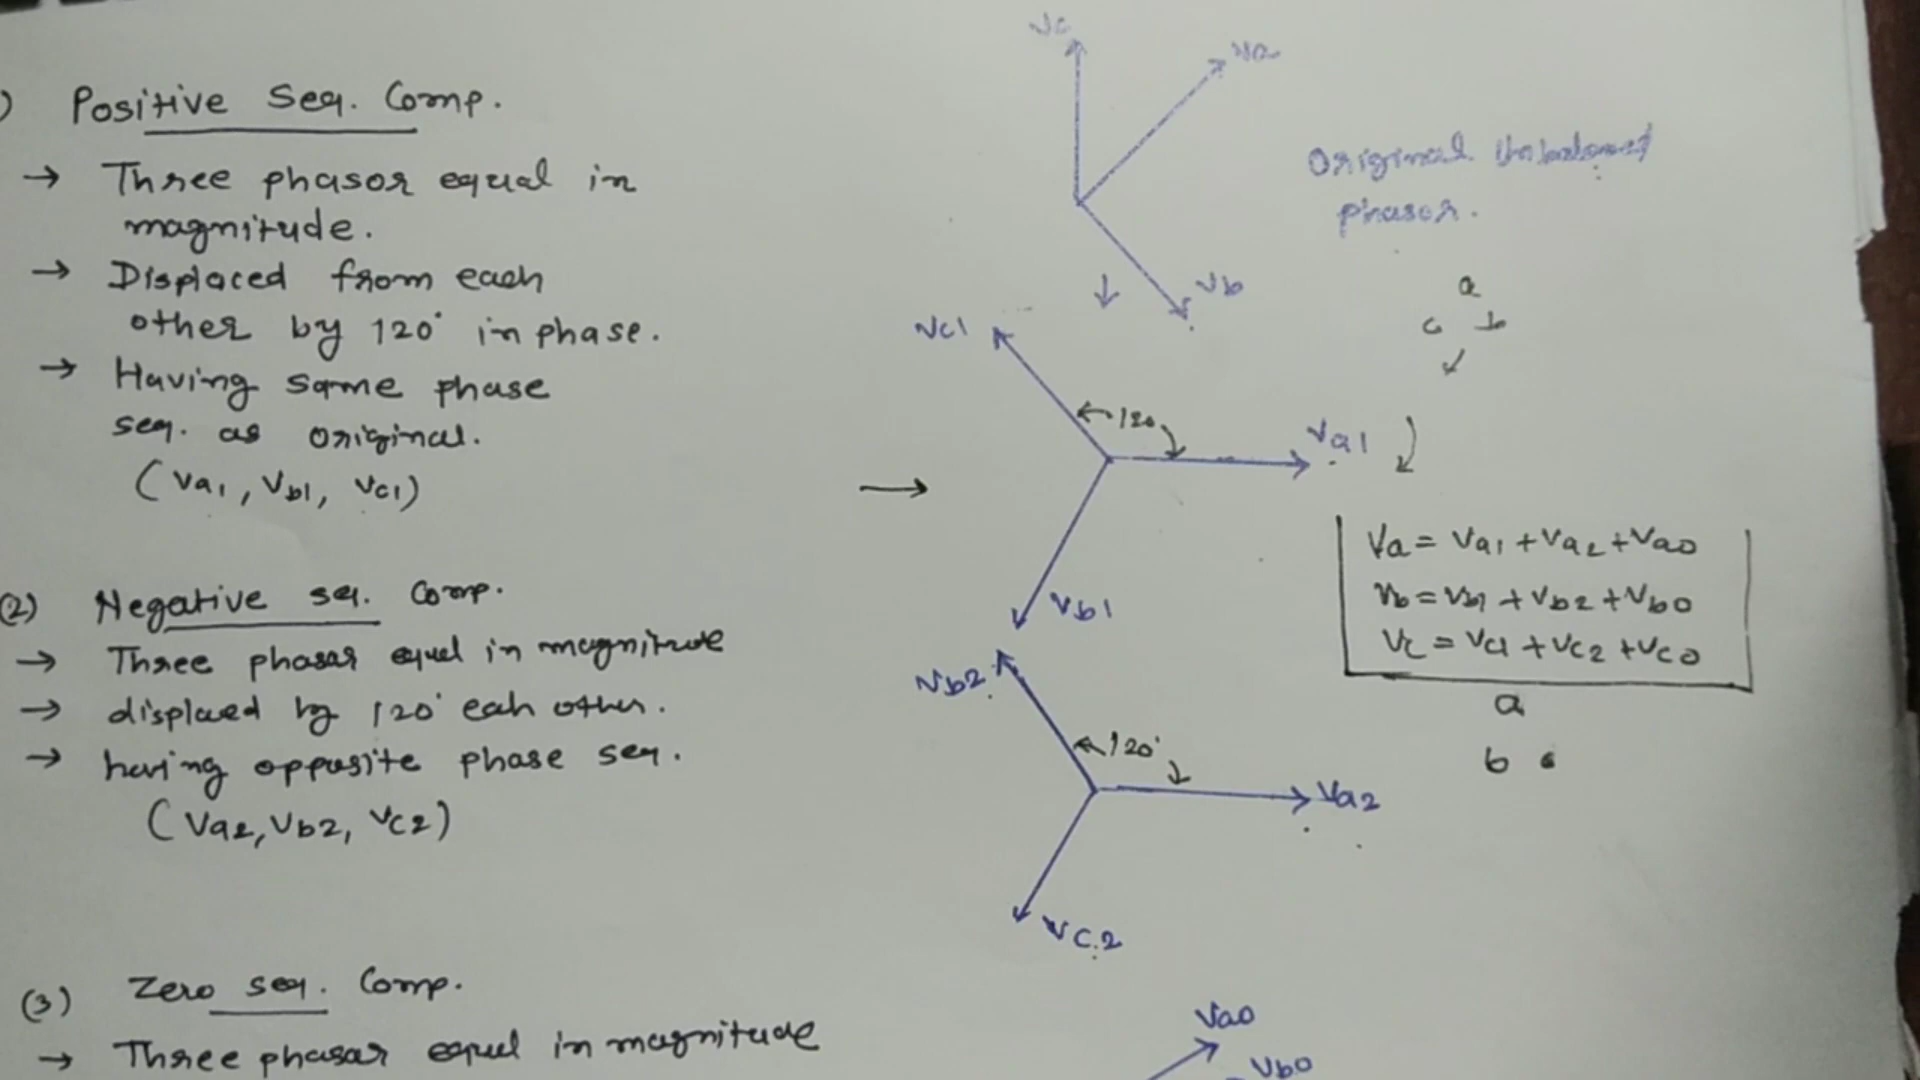 ) Positive Seq. Comp.
→ Three phasor equal in
magnitude.
→ Displaced from each
other by 120° in phase.
→ Having same phase
seq. as original.
(Va1, Vb1, Vc1)
(2) Negative seq. Comp.
→ Three phasar equal in magnitude
→ displaced by 120° each other.
→ having opposite phase seq.
(Va2, Vb2, Vc2)
(3) Zero seq. Comp.
→ Three phasar equal in magnitude
Vc
Va
Vb
Original Unbalanced
phasor.
a
c b
Vc1
120
Va1
Vb1
Va = Va1 + Va2 + Va0
Vb = Vb1 + Vb2 + Vb0
Vc = Vc1 + Vc2 + Vc0
a
b c
Vb2
120°
Va2
Vc2
Va0
Vb0